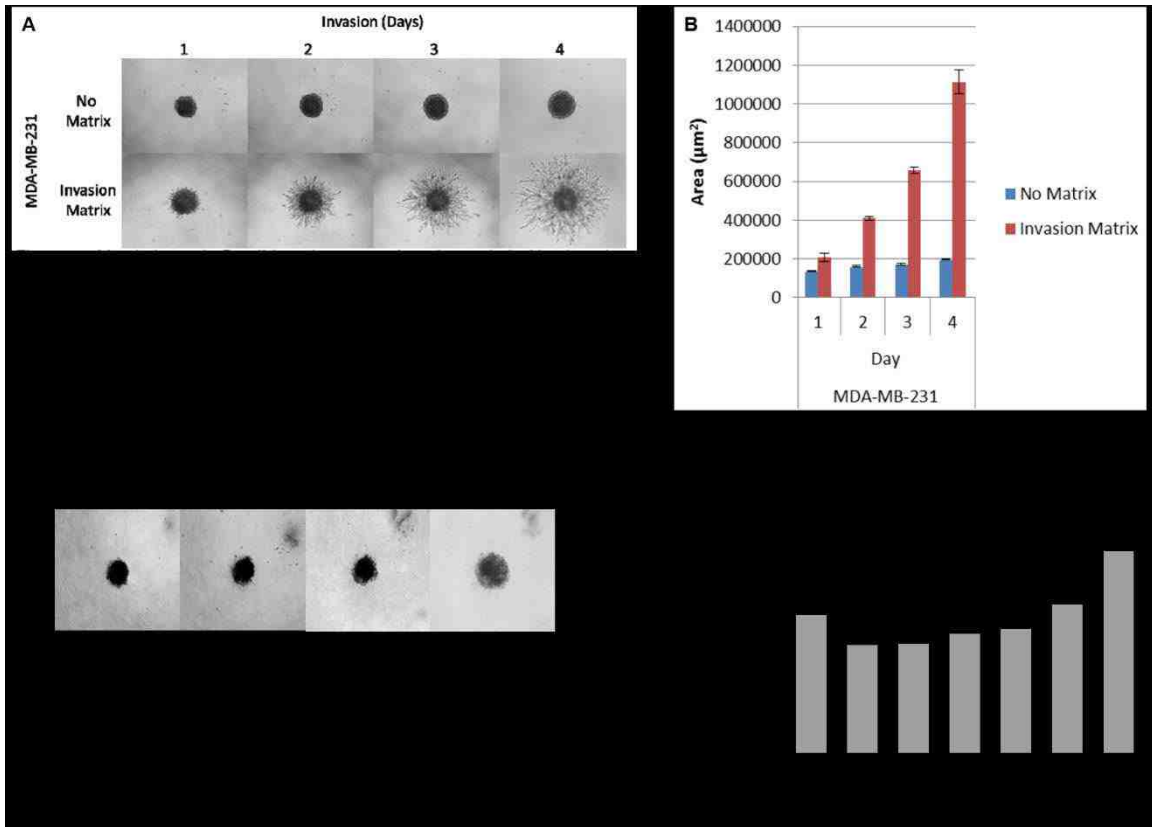 A
Invasion (Days)
1 2 3 4
MDA-MB-231
No
Matrix
Invasion
Matrix
B
1400000
1200000
1000000
800000
600000
400000
200000
0
Area (µm²)
1 2 3 4
Day
MDA-MB-231
No Matrix
Invasion Matrix